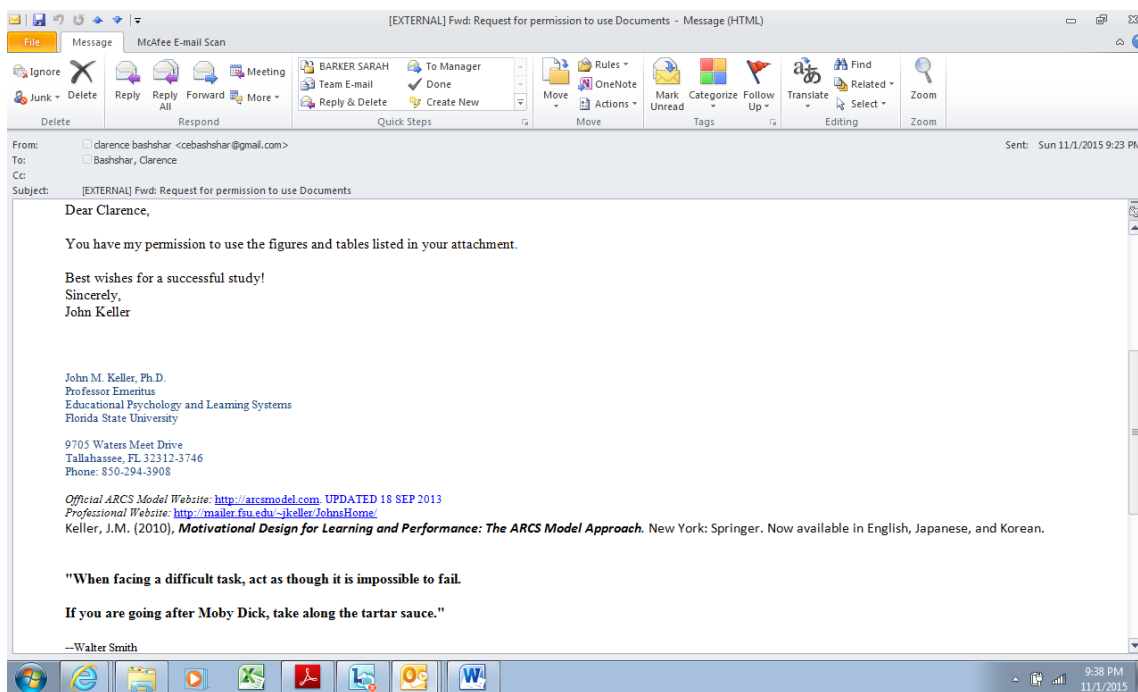 [EXTERNAL] Fwd: Request for permission to use Documents - Message (HTML)
File Message McAfee E-mail Scan
Ignore
Junk
Delete
Reply
Reply All
Forward
Meeting
More
BARKER SARAH
Team E-mail
Reply & Delete
To Manager
Done
Create New
Move
Rules
OneNote
Actions
Mark Unread
Categorize
Follow Up
Translate
Find
Related
Select
Zoom
Delete Respond Quick Steps Move Tags Editing Zoom
From: clarence bashshar <cebashshar@gmail.com> Sent: Sun 11/1/2015 9:23 PM
To: Bashshar, Clarence
Cc:
Subject: [EXTERNAL] Fwd: Request for permission to use Documents
Dear Clarence,
You have my permission to use the figures and tables listed in your attachment.
Best wishes for a successful study!
Sincerely,
John Keller
John M. Keller, Ph.D.
Professor Emeritus
Educational Psychology and Learning Systems
Florida State University
9705 Waters Meet Drive
Tallahassee, FL 32312-3746
Phone: 850-294-3908
Official ARCS Model Website: http://arcsmodel.com. UPDATED 18 SEP 2013
Professional Website: http://mailer.fsu.edu/~jkeller/JohnsHome/
Keller, J.M. (2010), Motivational Design for Learning and Performance: The ARCS Model Approach. New York: Springer. Now available in English, Japanese, and Korean.
"When facing a difficult task, act as though it is impossible to fail.
If you are going after Moby Dick, take along the tartar sauce."
--Walter Smith
9:38 PM
11/1/2015